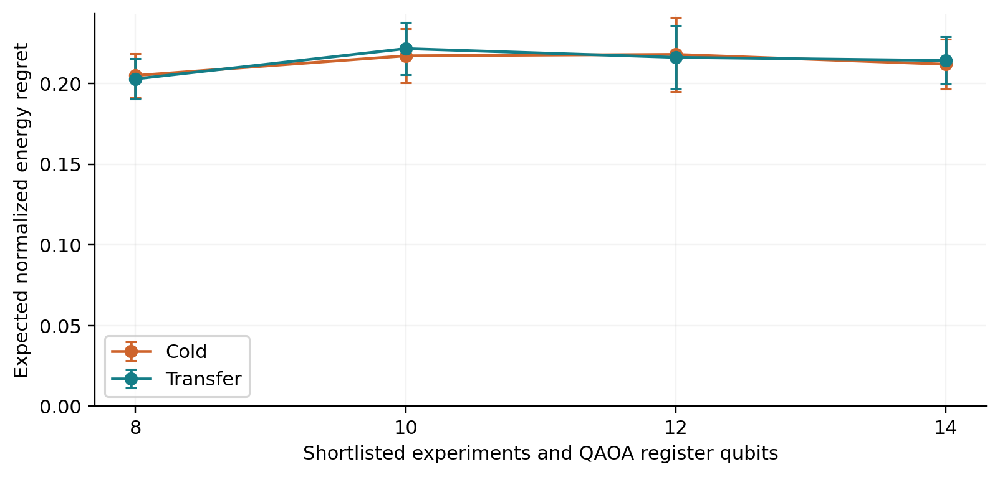 Expected normalized energy regret
0.20
0.15
0.10
0.05
0.00
Cold
Transfer
8 10 12 14
Shortlisted experiments and QAOA register qubits